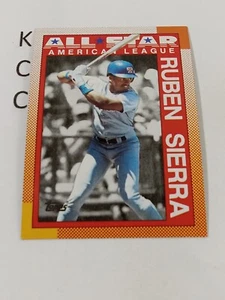 K
C
C
ALL★STAR
AMERICAN LEAGUE
RUBEN SIERRA
Topps